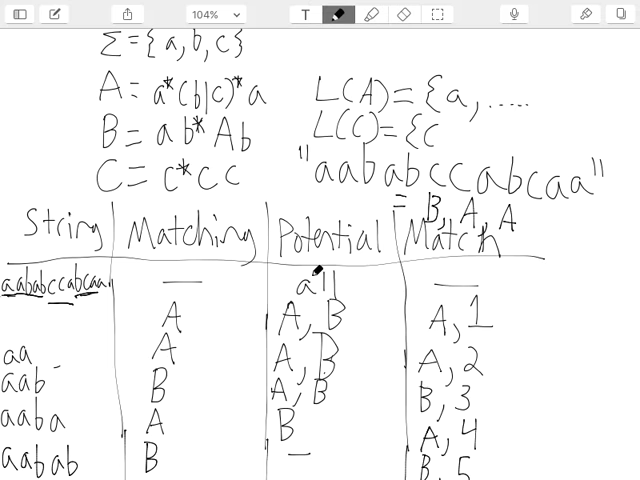 104%
T
Σ = {a, b, c}
A = a*(b|c)*a
L(A) = {a, .....
B = ab*Ab
L(C) = {c
C = c*cc
"aababccabcaa"
= B, A, A
String Matching Potential Match
aababccabcaa — all —
A A, B A, 1
aa A A, B A, 2
aab B A, B B, 3
aaba A B A, 4
aabab B — B, 5